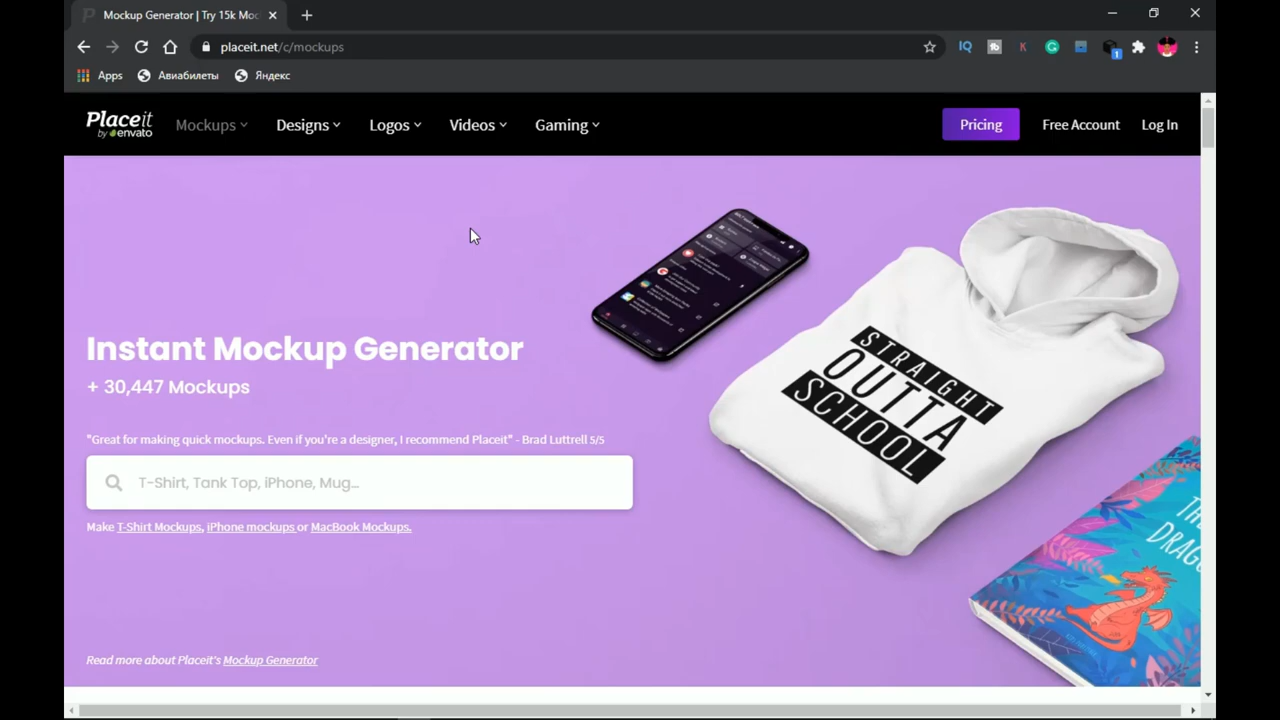 Mockup Generator | Try 15k Moc
placeit.net/c/mockups
Apps
Авиабилеты
Яндекс
Placeit
by envato
Mockups
Designs
Logos
Videos
Gaming
Pricing
Free Account
Log In
Instant Mockup Generator
+ 30,447 Mockups
"Great for making quick mockups. Even if you're a designer, I recommend Placeit" - Brad Luttrell 5/5
T-Shirt, Tank Top, iPhone, Mug...
Make T-Shirt Mockups, iPhone mockups or MacBook Mockups.
Read more about Placeit's Mockup Generator
STRAIGHT
OUTTA
SCHOOL
DRAGO
IQ
K
1